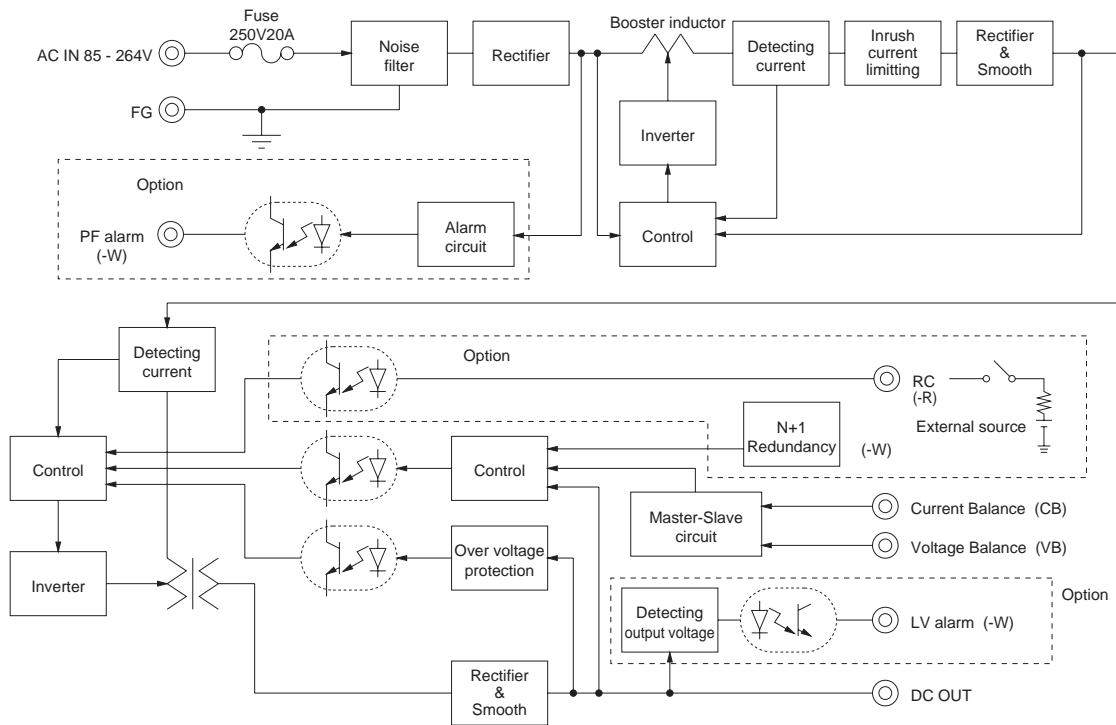 Fuse
250V20A
AC IN 85 - 264V
Noise
filter
Rectifier
Booster inductor
Detecting
current
Inrush
current
limitting
Rectifier
&
Smooth
FG
Inverter
Option
PF alarm
(-W)
Alarm
circuit
Control
Detecting
current
Option
RC
(-R)
External source
N+1
Redundancy
(-W)
Control
Control
Master-Slave
circuit
Current Balance (CB)
Voltage Balance (VB)
Inverter
Over voltage
protection
Option
Detecting
output voltage
LV alarm (-W)
Rectifier
&
Smooth
DC OUT